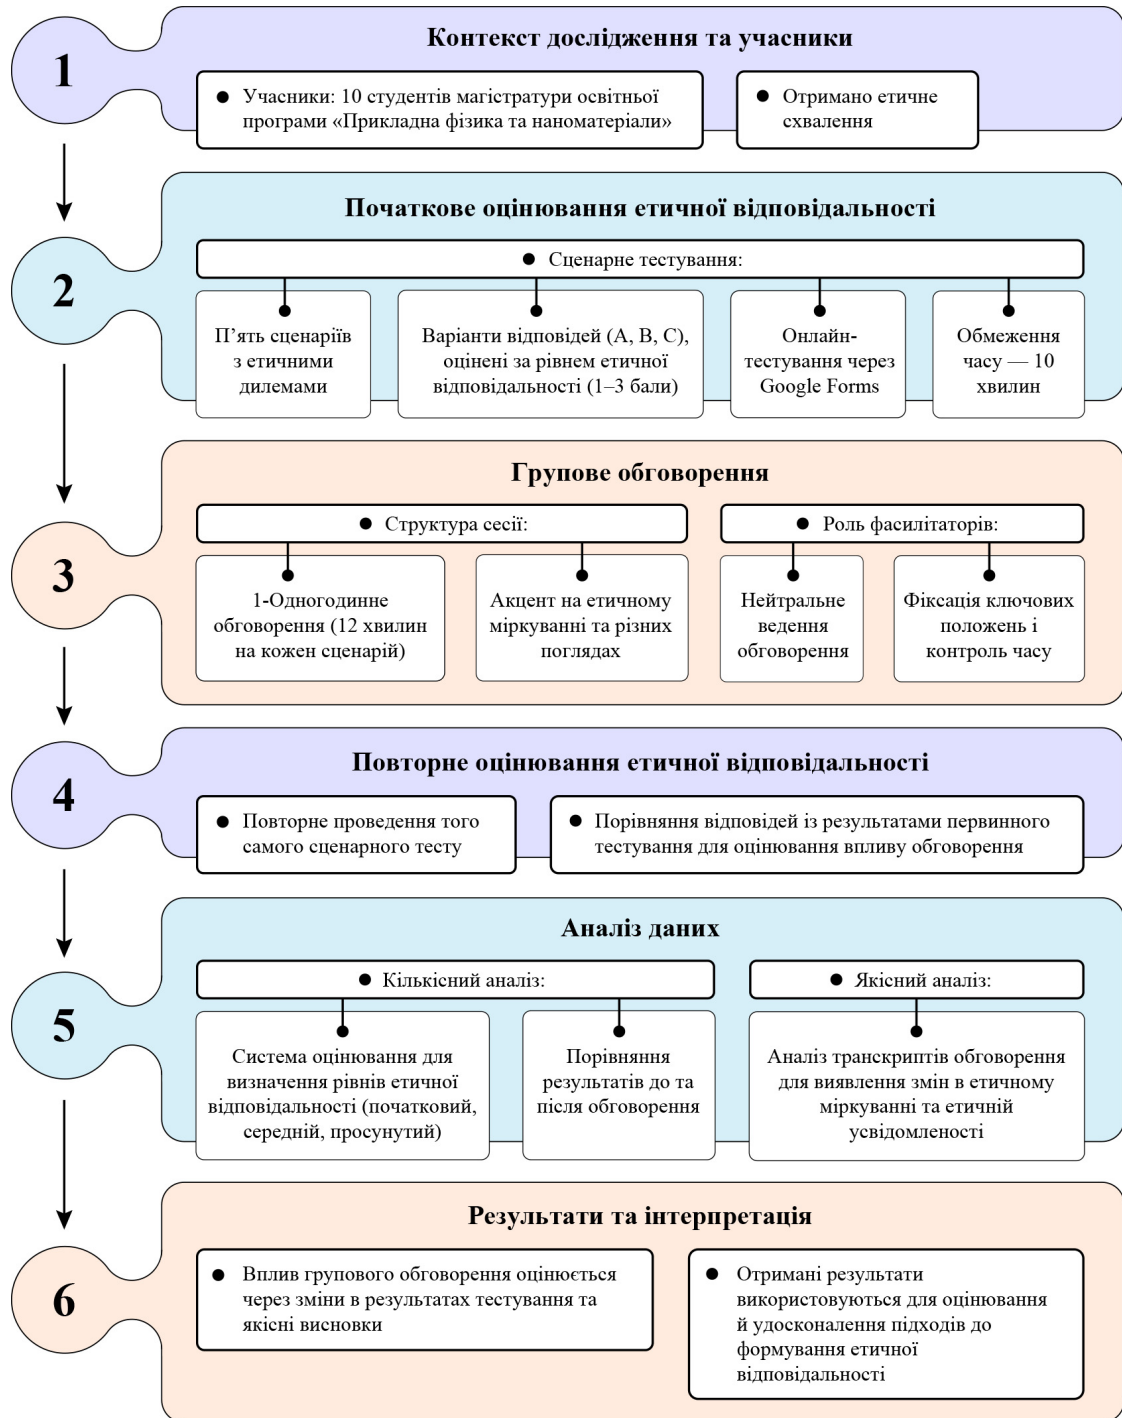 1
Контекст дослідження та учасники
● Учасники: 10 студентів магістратури освітньої
програми «Прикладна фізика та наноматеріали»
● Отримано етичне
схвалення
2
Початкове оцінювання етичної відповідальності
● Сценарне тестування:
П’ять сценаріїв
з етичними
дилемами
Варіанти відповідей (A, B, C),
оцінені за рівнем етичної
відповідальності (1–3 бали)
Онлайн-
тестування через
Google Forms
Обмеження
часу — 10
хвилин
3
Групове обговорення
● Структура сесії:
1-Одногодинне
обговорення (12 хвилин
на кожен сценарій)
Акцент на етичному
міркуванні та різних
поглядах
● Роль фасилітаторів:
Нейтральне
ведення
обговорення
Фіксація ключових
положень і
контроль часу
4
Повторне оцінювання етичної відповідальності
● Повторне проведення того
самого сценарного тесту
● Порівняння відповідей із результатами первинного
тестування для оцінювання впливу обговорення
5
Аналіз даних
● Кількісний аналіз:
Система оцінювання для
визначення рівнів етичної
відповідальності (початковий,
середній, просунутий)
Порівняння
результатів до та
після обговорення
● Якісний аналіз:
Аналіз транскриптів обговорення
для виявлення змін в етичному
міркуванні та етичній
усвідомленості
6
Результати та інтерпретація
● Вплив групового обговорення оцінюється
через зміни в результатах тестування та
якісні висновки
● Отримані результати
використовуються для оцінювання
й удосконалення підходів до
формування етичної
відповідальності